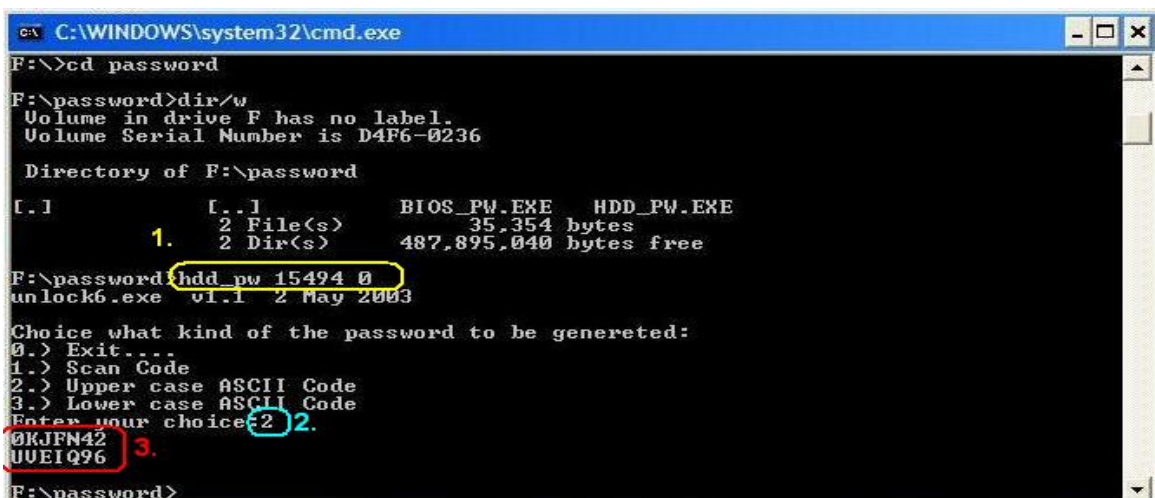 C:\WINDOWS\system32\cmd.exe
F:\>cd password
F:\password>dir/w
Volume in drive F has no label.
Volume Serial Number is D4F6-0236
Directory of F:\password
[.] [..] BIOS_PW.EXE HDD_PW.EXE
2 File(s) 35,354 bytes
1. 2 Dir(s) 487,895,040 bytes free
F:\password>hdd_pw 15494 0
unlock6.exe v1.1 2 May 2003
Choice what kind of the password to be genereted:
0.> Exit....
1.> Scan Code
2.> Upper case ASCII Code
3.> Lower case ASCII Code
Enter your choice:2 2.
0KJFN42
3.
UVEIQ96
F:\password>